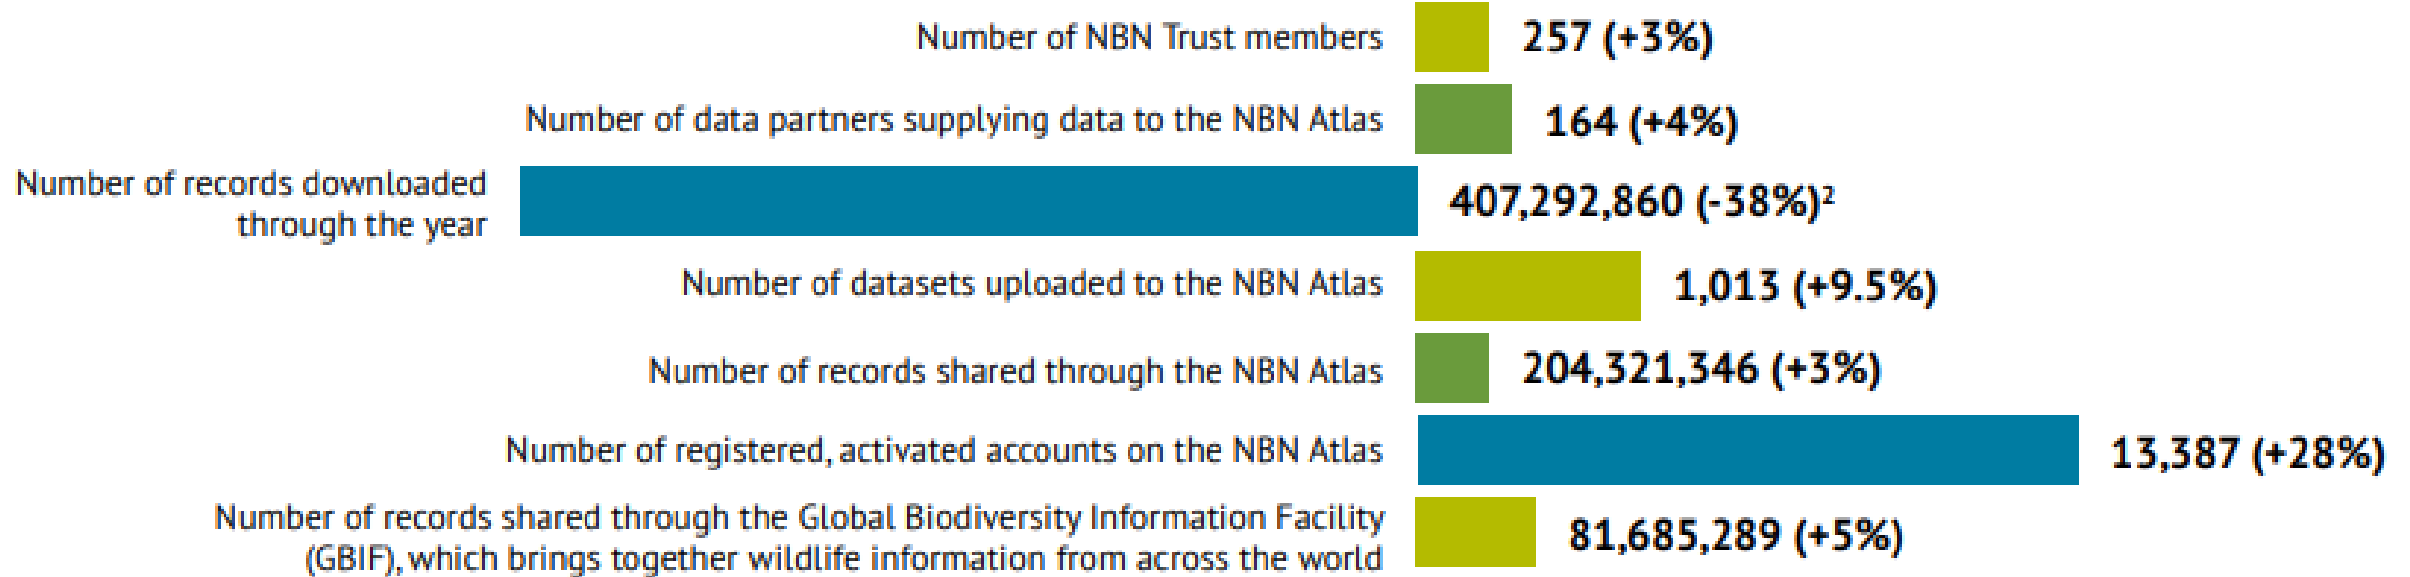 Number of NBN Trust members 257 (+3%)
Number of data partners supplying data to the NBN Atlas 164 (+4%)
Number of records downloaded
through the year 407,292,860 (-38%)²
Number of datasets uploaded to the NBN Atlas 1,013 (+9.5%)
Number of records shared through the NBN Atlas 204,321,346 (+3%)
Number of registered, activated accounts on the NBN Atlas 13,387 (+28%)
Number of records shared through the Global Biodiversity Information Facility
(GBIF), which brings together wildlife information from across the world 81,685,289 (+5%)